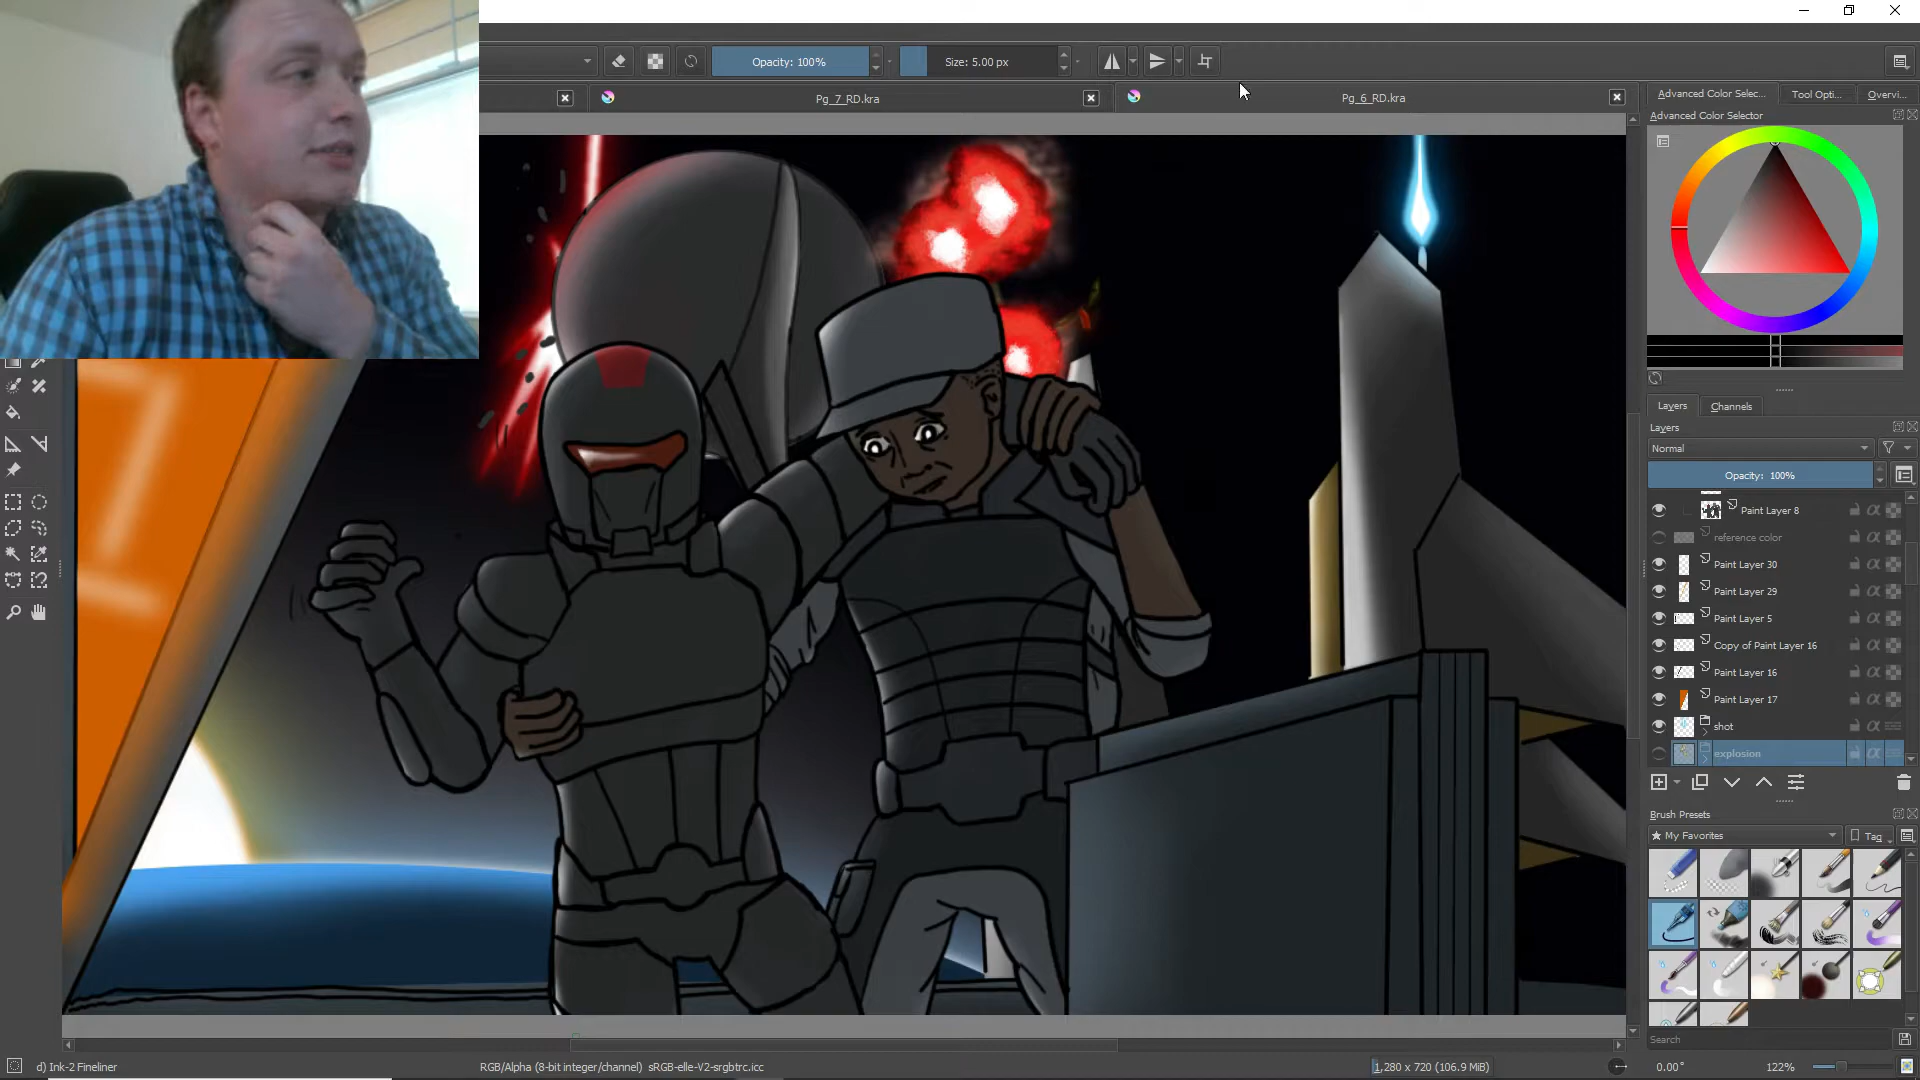 Opacity: 100%
Size: 5.00 px
Pg_7_RD.kra
Pg_6_RD.kra
Advanced Color Selec...
Tool Opti...
Overvi...
Advanced Color Selector
Layers
Channels
Layers
Normal
Opacity: 100%
Paint Layer 8
reference color
Paint Layer 30
Paint Layer 29
Paint Layer 5
Copy of Paint Layer 16
Paint Layer 16
Paint Layer 17
shot
explosion
Brush Presets
★ My Favorites
Tag
Search
d) Ink-2 Fineliner
RGB/Alpha (8-bit integer/channel) sRGB-elle-V2-srgbtrc.icc
1,280 x 720 (106.9 MiB)
0.00°
122%